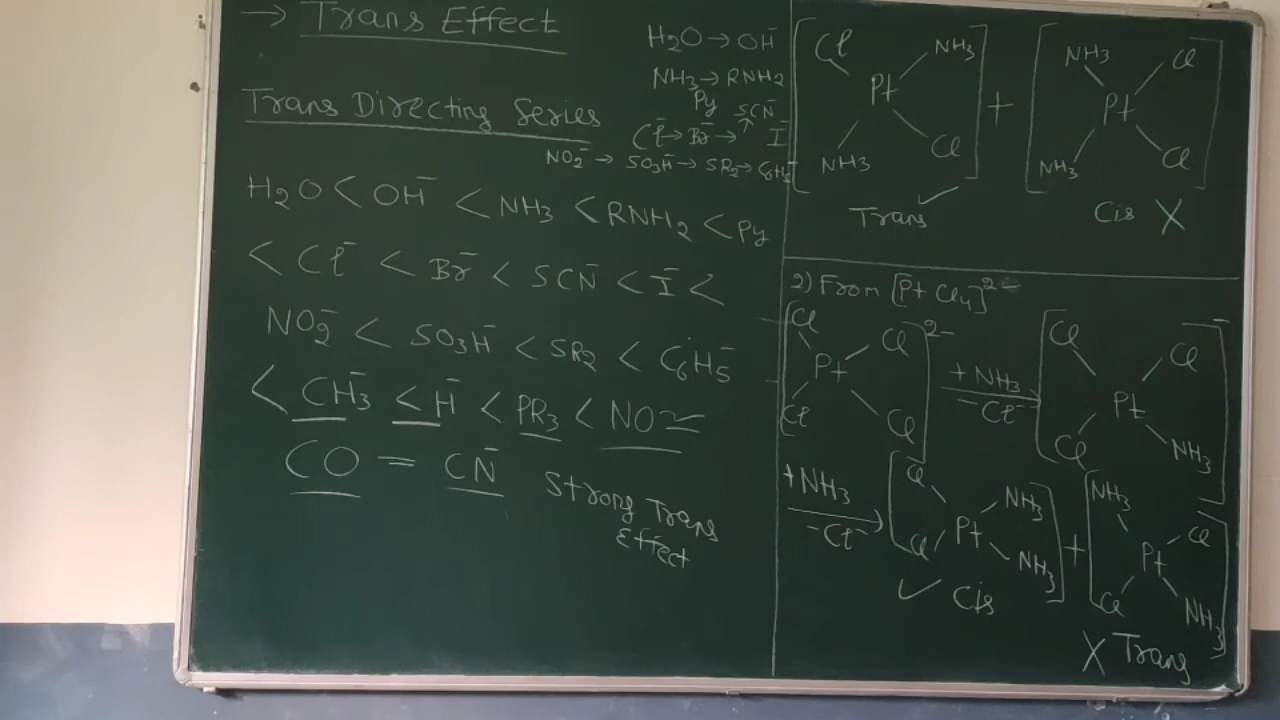 → Trans Effect
H₂O → OH⁻
NH₃ → RNH₂
Py SCN⁻
Cl⁻ → Br⁻ → ↑ I⁻
NO₂⁻ → SO₃H⁻ → SR₂ → C₆H₅⁻
Trans Directing Series
H₂O < OH⁻ < NH₃ < RNH₂ < Py
< Cl⁻ < Br⁻ < SCN⁻ < I⁻ <
NO₂⁻ < SO₃H⁻ < SR₂ < C₆H₅⁻
< CH₃⁻ < H⁻ < PR₃ < NO ≃
CO = CN⁻ Strong Trans
Effect
Cl NH₃
Pt
NH₃ Cl
Trans ✓
+
NH₃ Cl
Pt
NH₃ Cl
Cis X
2) From [Pt Cl₄]²⁻
Cl Cl 2-
Pt
Cl Cl
+ NH₃
- Cl⁻
Cl Cl -
Pt
Cl NH₃
+ NH₃
- Cl⁻
Cl NH₃
Pt
Cl NH₃
✓ Cis
+
NH₃ Cl
Pt
Cl NH₃
X Trans